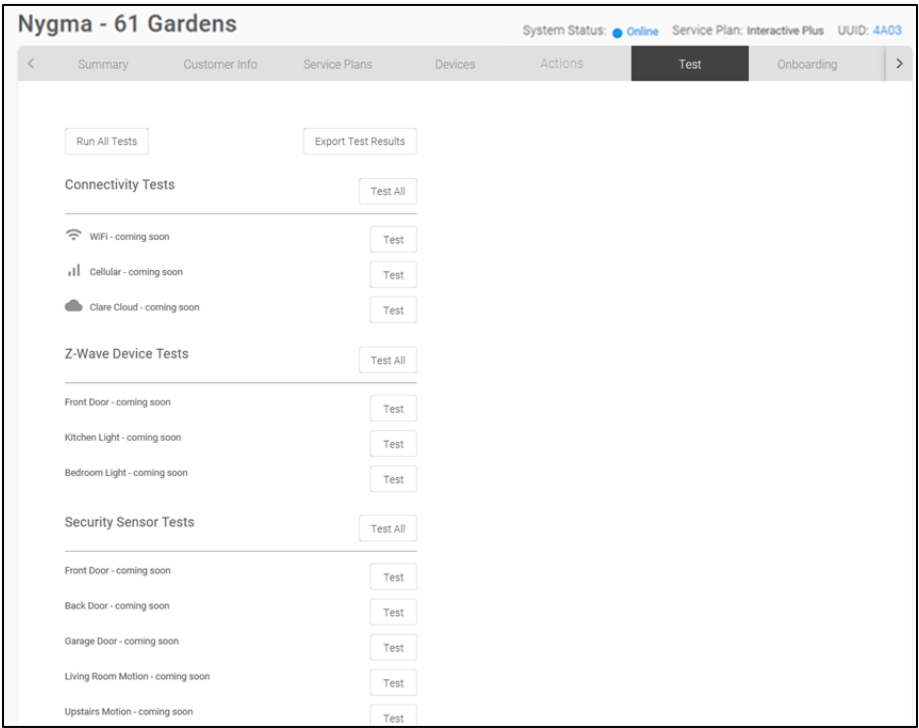 Nygma - 61 Gardens
System Status: Online Service Plan: Interactive Plus UUID: 4A03
< Summary Customer Info Service Plans Devices Actions Test Onboarding >
Run All Tests Export Test Results
Connectivity Tests Test All
WiFi - coming soon Test
Cellular - coming soon Test
Clare Cloud - coming soon Test
Z-Wave Device Tests Test All
Front Door - coming soon Test
Kitchen Light - coming soon Test
Bedroom Light - coming soon Test
Security Sensor Tests Test All
Front Door - coming soon Test
Back Door - coming soon Test
Garage Door - coming soon Test
Living Room Motion - coming soon Test
Upstairs Motion - coming soon Test